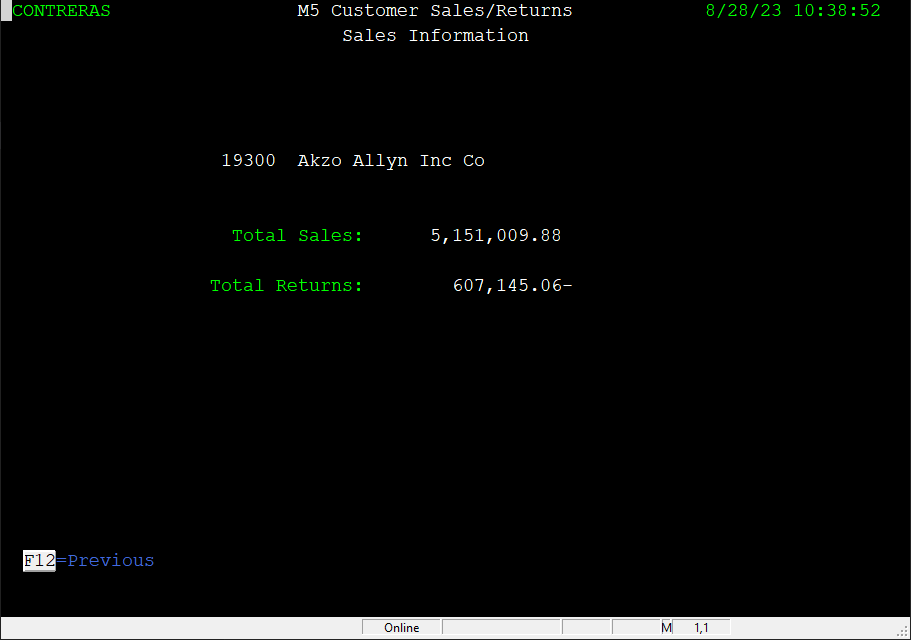 CONTRERAS M5 Customer Sales/Returns 8/28/23 10:38:52
Sales Information
19300 Akzo Allyn Inc Co
Total Sales: 5,151,009.88
Total Returns: 607,145.06-
F12=Previous
Online M 1,1